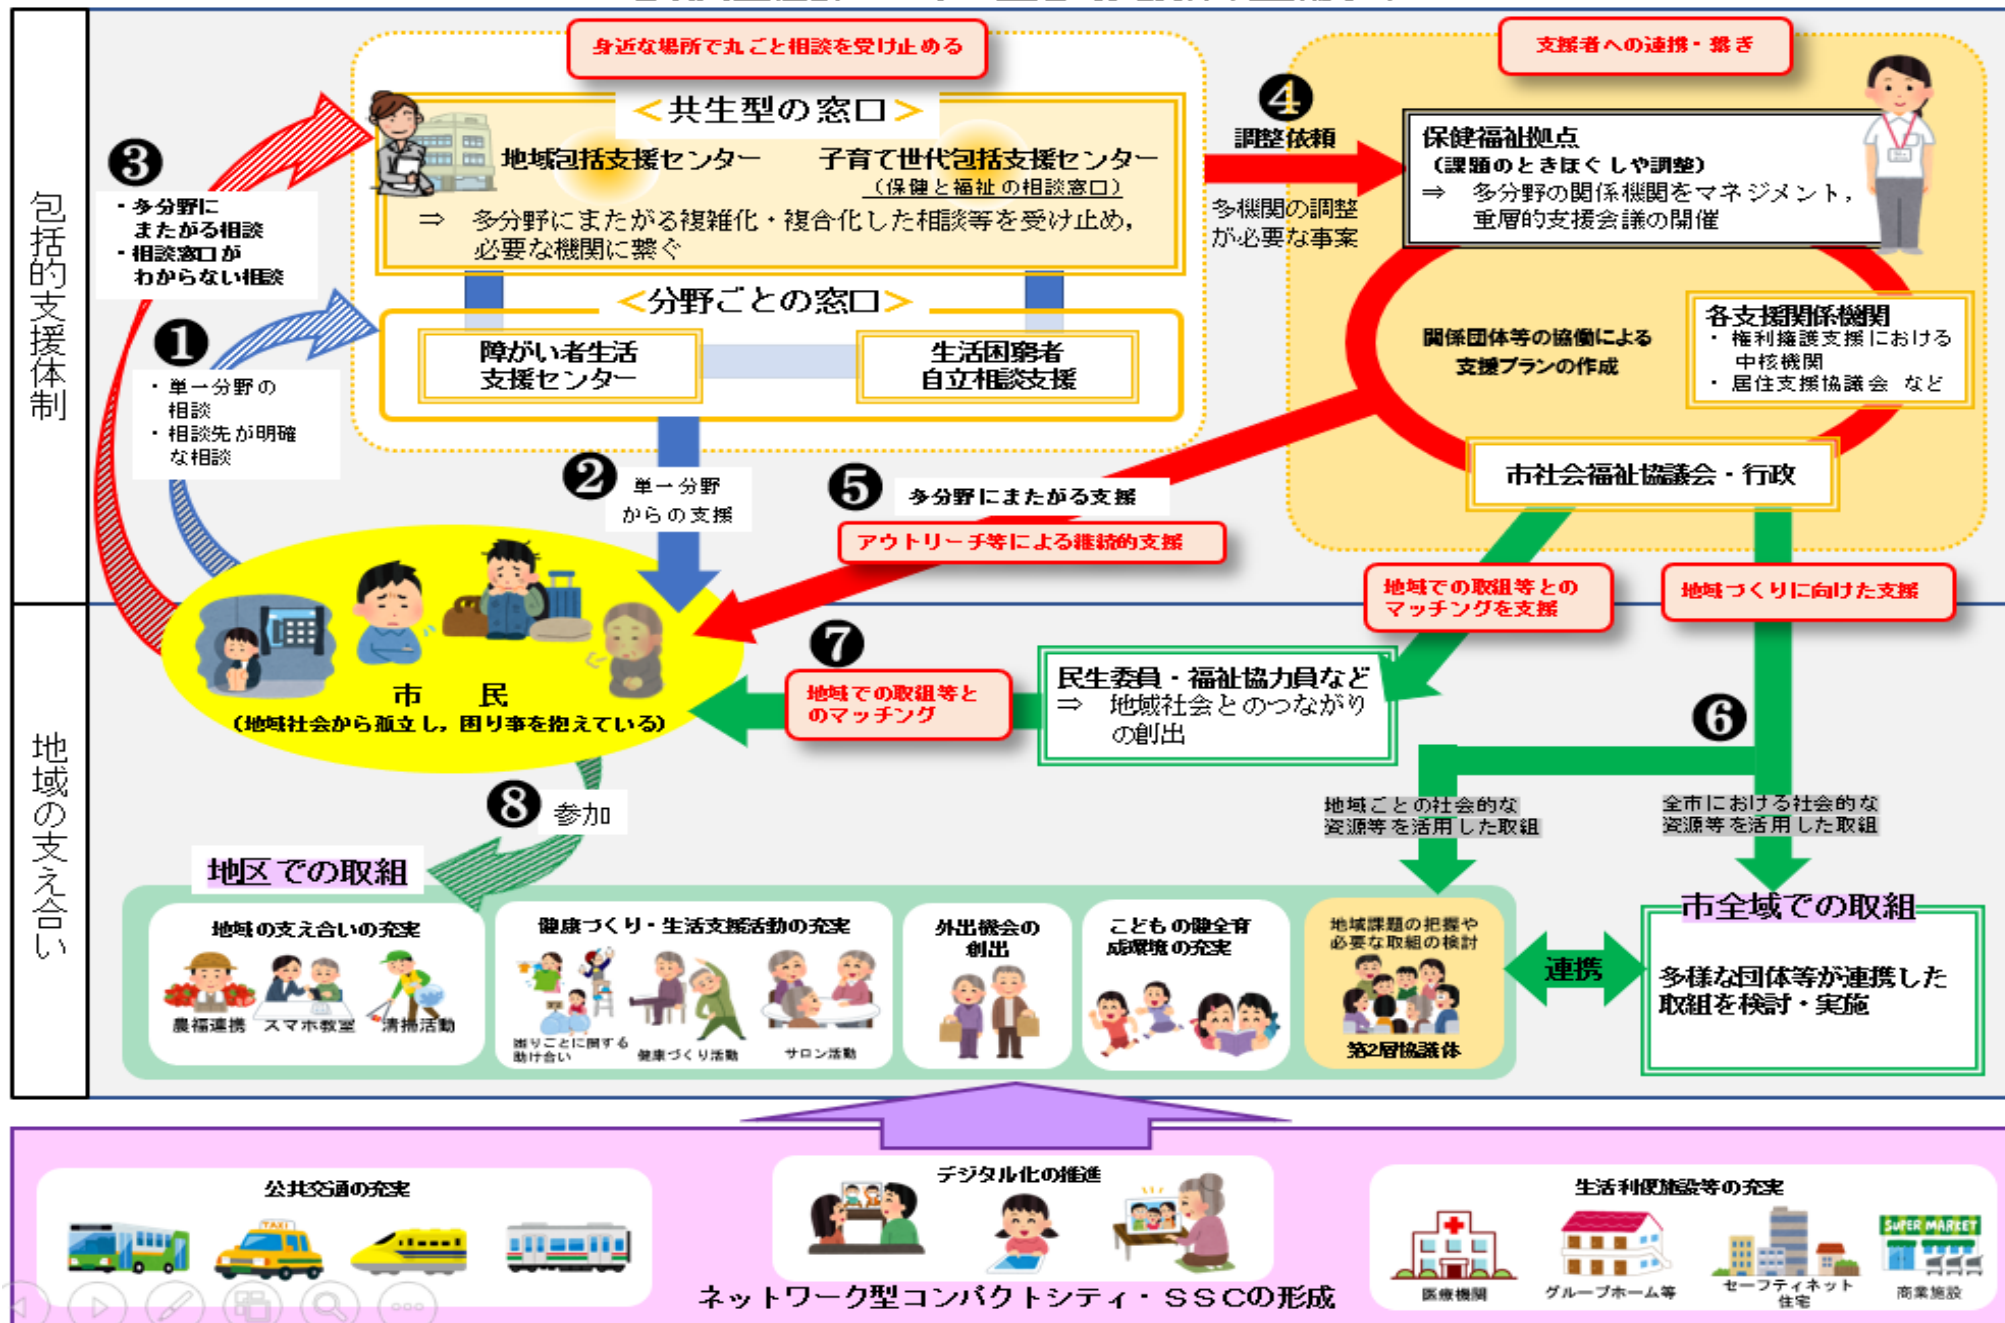 身近な場所で丸ごと相談を受け止める
支援者への連携・繋ぎ
＜共生型の窓口＞
地域包括支援センター
子育て世代包括支援センター
（保健と福祉の相談窓口）
⇒ 多分野にまたがる複雑化・複合化した相談等を受け止め，
必要な機関に繋ぐ
＜分野ごとの窓口＞
障がい者生活
支援センター
生活困窮者
自立相談支援
包括的支援体制
❸
・多分野に
またがる相談
・相談窓口が
わからない相談
❶
・単一分野の
相談
・相談先が明確
な相談
❷
単一分野
からの支援
❹
調整依頼
多機関の調整
が必要な事案
保健福祉拠点
（課題のときほぐしや調整）
⇒ 多分野の関係機関をマネジメント，
重層的支援会議の開催
関係団体等の協働による
支援プランの作成
各支援関係機関
・権利擁護支援における
中核機関
・居住支援協議会 など
市社会福祉協議会・行政
❺
多分野にまたがる支援
アウトリーチ等による継続的支援
地域での取組等との
マッチングを支援
地域づくりに向けた支援
地域の支え合い
市 民
（地域社会から孤立し，困り事を抱えている）
❼
地域での取組等と
のマッチング
民生委員・福祉協力員など
⇒ 地域社会とのつながり
の創出
❻
地域ごとの社会的な
資源等を活用した取組
全市における社会的な
資源等を活用した取組
❽
参加
地区での取組
地域の支え合いの充実
農福連携
スマホ教室
清掃活動
健康づくり・生活支援活動の充実
困りごとに関する
助け合い
健康づくり活動
サロン活動
外出機会の
創出
こどもの健全育
成環境の充実
地域課題の把握や
必要な取組の検討
第2層協議体
連携
市全域での取組
多様な団体等が連携した
取組を検討・実施
公共交通の充実
TAXI
デジタル化の推進
生活利便施設等の充実
SUPER MARKET
医療機関
グループホーム等
セーフティネット
住宅
商業施設
ネットワーク型コンパクトシティ・ＳＳＣの形成